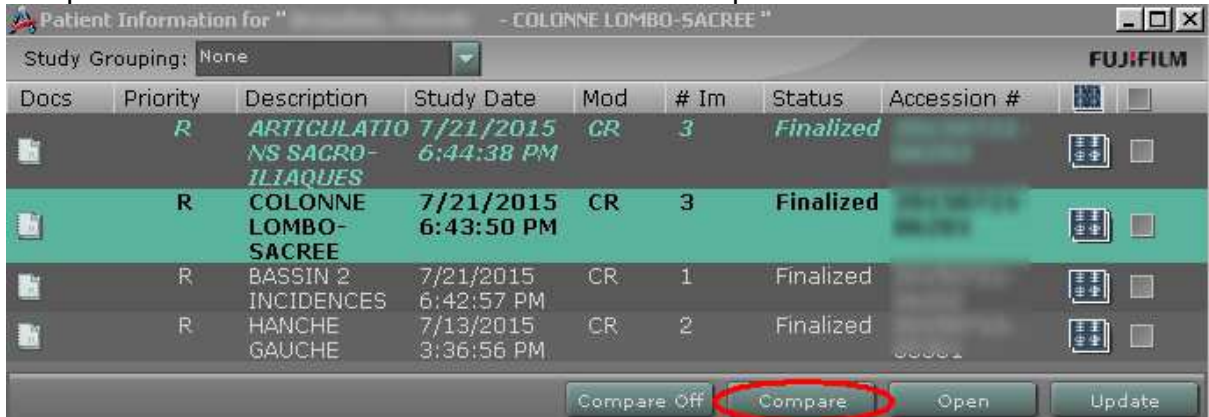 Patient Information for " - COLONNE LOMBO-SACREE "
Study Grouping: None
FUJIFILM
Docs Priority Description Study Date Mod # Im Status Accession #
R ARTICULATIO 7/21/2015 CR 3 Finalized
NS SACRO- 6:44:38 PM
ILIAQUES
R COLONNE 7/21/2015 CR 3 Finalized
LOMBO- 6:43:50 PM
SACREE
R BASSIN 2 7/21/2015 CR 1 Finalized
INCIDENCES 6:42:57 PM
R HANCHE 7/13/2015 CR 2 Finalized
GAUCHE 3:36:56 PM
Compare Off Compare Open Update